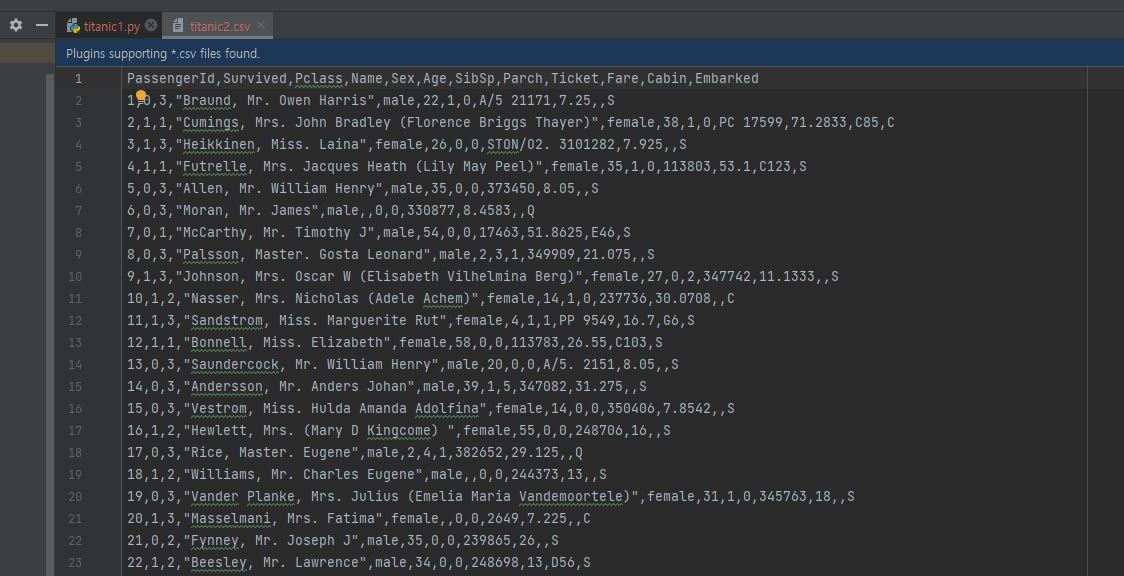 titanic1.py titanic2.csv
Plugins supporting *.csv files found.
1 PassengerId,Survived,Pclass,Name,Sex,Age,SibSp,Parch,Ticket,Fare,Cabin,Embarked
2 1,0,3,"Braund, Mr. Owen Harris",male,22,1,0,A/5 21171,7.25,,S
3 2,1,1,"Cumings, Mrs. John Bradley (Florence Briggs Thayer)",female,38,1,0,PC 17599,71.2833,C85,C
4 3,1,3,"Heikkinen, Miss. Laina",female,26,0,0,STON/O2. 3101282,7.925,,S
5 4,1,1,"Futrelle, Mrs. Jacques Heath (Lily May Peel)",female,35,1,0,113803,53.1,C123,S
6 5,0,3,"Allen, Mr. William Henry",male,35,0,0,373450,8.05,,S
7 6,0,3,"Moran, Mr. James",male,,0,0,330877,8.4583,,Q
8 7,0,1,"McCarthy, Mr. Timothy J",male,54,0,0,17463,51.8625,E46,S
9 8,0,3,"Palsson, Master. Gosta Leonard",male,2,3,1,349909,21.075,,S
10 9,1,3,"Johnson, Mrs. Oscar W (Elisabeth Vilhelmina Berg)",female,27,0,2,347742,11.1333,,S
11 10,1,2,"Nasser, Mrs. Nicholas (Adele Achem)",female,14,1,0,237736,30.0708,,C
12 11,1,3,"Sandstrom, Miss. Marguerite Rut",female,4,1,1,PP 9549,16.7,G6,S
13 12,1,1,"Bonnell, Miss. Elizabeth",female,58,0,0,113783,26.55,C103,S
14 13,0,3,"Saundercock, Mr. William Henry",male,20,0,0,A/5. 2151,8.05,,S
15 14,0,3,"Andersson, Mr. Anders Johan",male,39,1,5,347082,31.275,,S
16 15,0,3,"Vestrom, Miss. Hulda Amanda Adolfina",female,14,0,0,350406,7.8542,,S
17 16,1,2,"Hewlett, Mrs. (Mary D Kingcome) ",female,55,0,0,248706,16,,S
18 17,0,3,"Rice, Master. Eugene",male,2,4,1,382652,29.125,,Q
19 18,1,2,"Williams, Mr. Charles Eugene",male,,0,0,244373,13,,S
20 19,0,3,"Vander Planke, Mrs. Julius (Emelia Maria Vandemoortele)",female,31,1,0,345763,18,,S
21 20,1,3,"Masselmani, Mrs. Fatima",female,,0,0,2649,7.225,,C
22 21,0,2,"Fynney, Mr. Joseph J",male,35,0,0,239865,26,,S
23 22,1,2,"Beesley, Mr. Lawrence",male,34,0,0,248698,13,D56,S